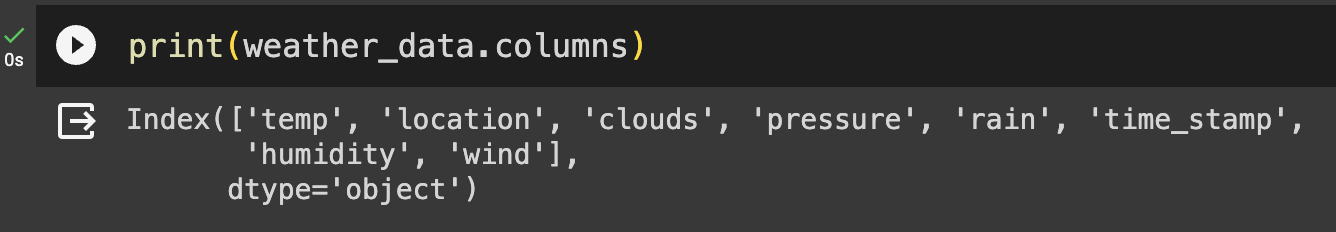 print(weather_data.columns)
0s
Index(['temp', 'location', 'clouds', 'pressure', 'rain', 'time_stamp',
'humidity', 'wind'],
dtype='object')